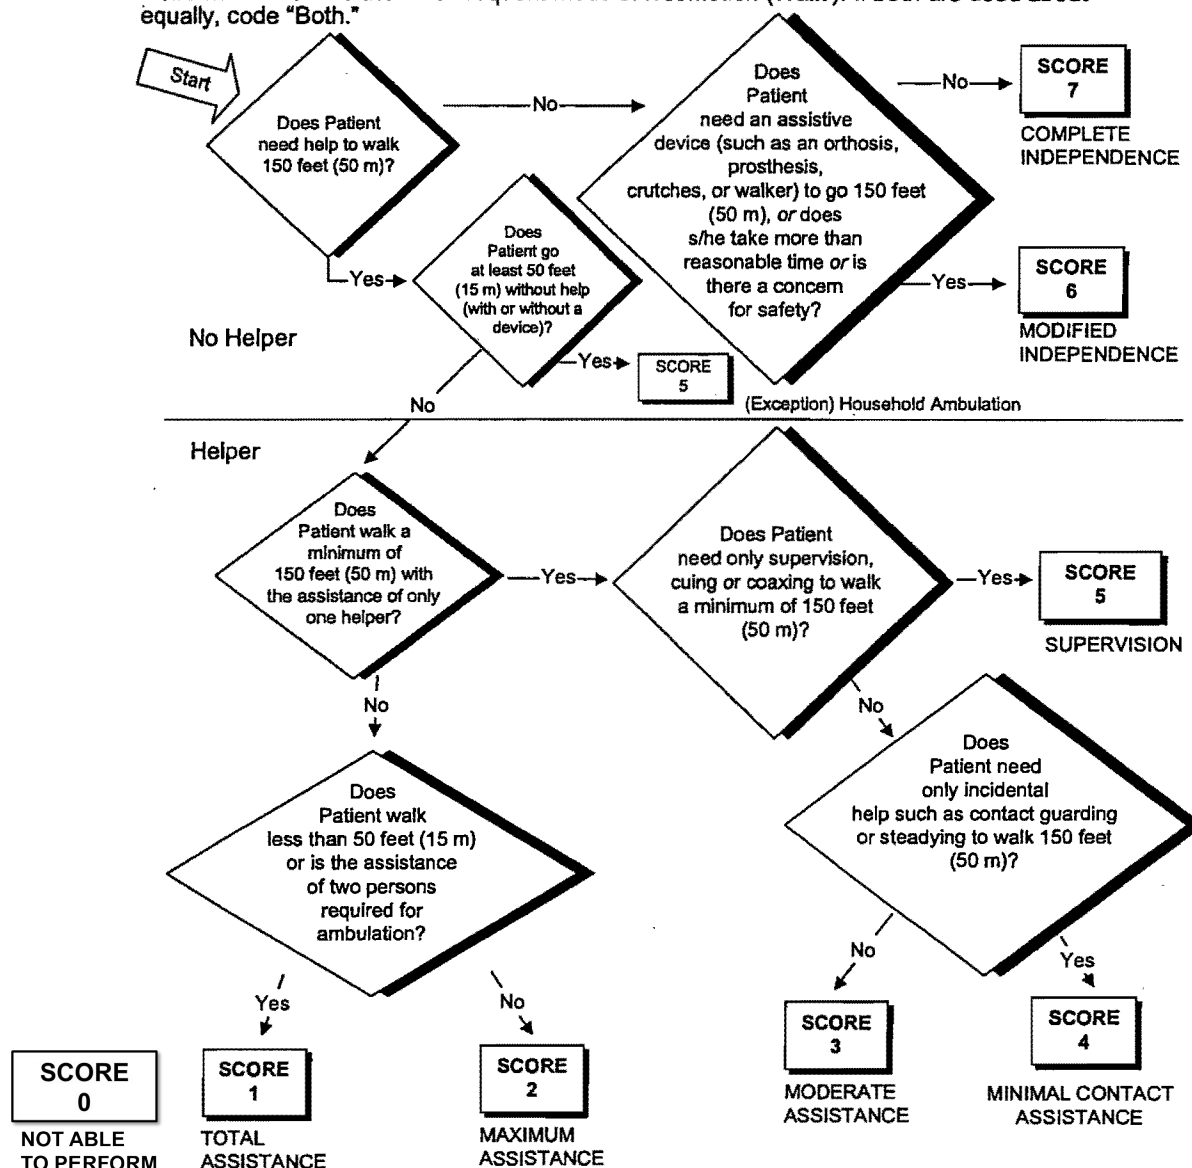 equally, code "Both."
Start
Does Patient
need help to walk
150 feet (50 m)?
No
Does
Patient
need an assistive
device (such as an orthosis,
prosthesis,
crutches, or walker) to go 150 feet
(50 m), or does
s/he take more than
reasonable time or is
there a concern
for safety?
No
SCORE
7
COMPLETE
INDEPENDENCE
Yes
SCORE
6
MODIFIED
INDEPENDENCE
Yes
Does
Patient go
at least 50 feet
(15 m) without help
(with or without a
device)?
Yes
SCORE
5
(Exception) Household Ambulation
No Helper
No
Helper
Does
Patient walk a
minimum of
150 feet (50 m) with
the assistance of only
one helper?
Yes
Does Patient
need only supervision,
cuing or coaxing to walk
a minimum of 150 feet
(50 m)?
Yes
SCORE
5
SUPERVISION
No
No
Does
Patient need
only incidental
help such as contact guarding
or steadying to walk 150 feet
(50 m)?
Does
Patient walk
less than 50 feet (15 m)
or is the assistance
of two persons
required for
ambulation?
No
Yes
Yes
No
SCORE
0
NOT ABLE
TO PERFORM
SCORE
1
TOTAL
ASSISTANCE
SCORE
2
MAXIMUM
ASSISTANCE
SCORE
3
MODERATE
ASSISTANCE
SCORE
4
MINIMAL CONTACT
ASSISTANCE